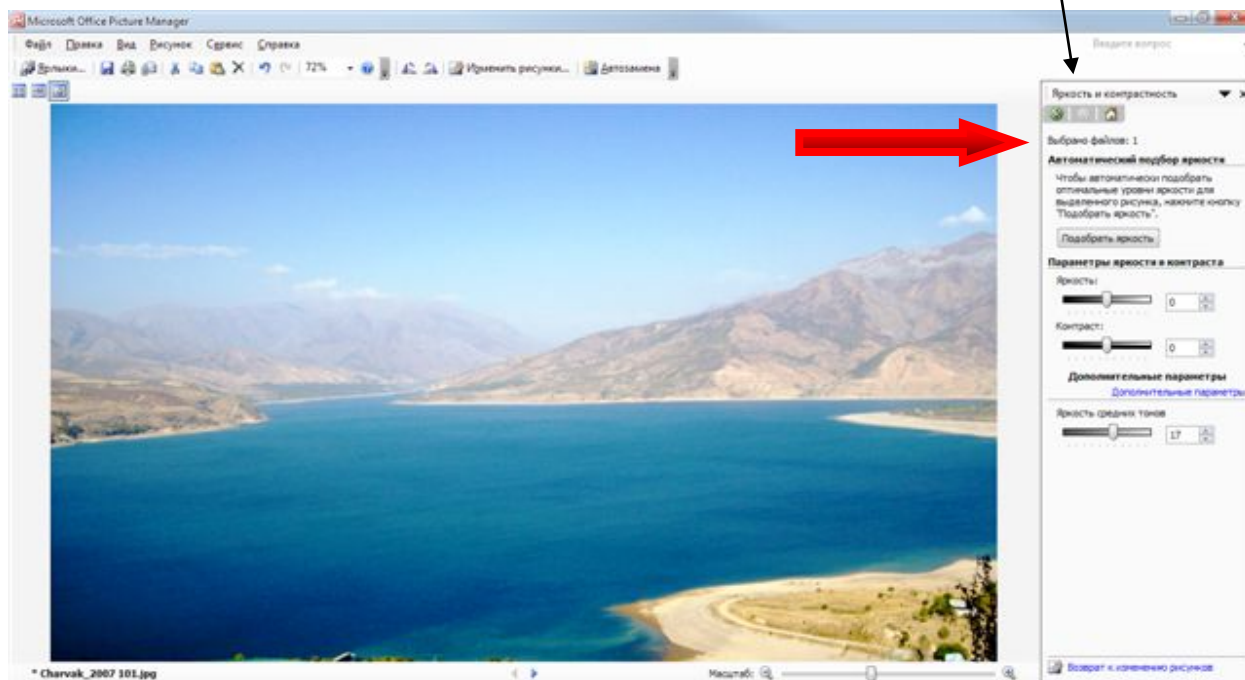 Microsoft Office Picture Manager
Файл Правка Вид Рисунок Сервис Справка
Введите вопрос
Ярлыки... 72% Изменить рисунки... Автозамена
Яркость и контрастность
Выбрано файлов: 1
Автоматический подбор яркости
Чтобы автоматически подобрать
оптимальные уровни яркости для
выделенного рисунка, нажмите кнопку
"Подобрать яркость".
Подобрать яркость
Параметры яркости и контраста
Яркость:
0
Контраст:
0
Дополнительные параметры
Дополнительные параметры
Яркость средних тонов
17
* Charvak_2007 101.jpg
Масштаб:
Возврат к изменению рисунков